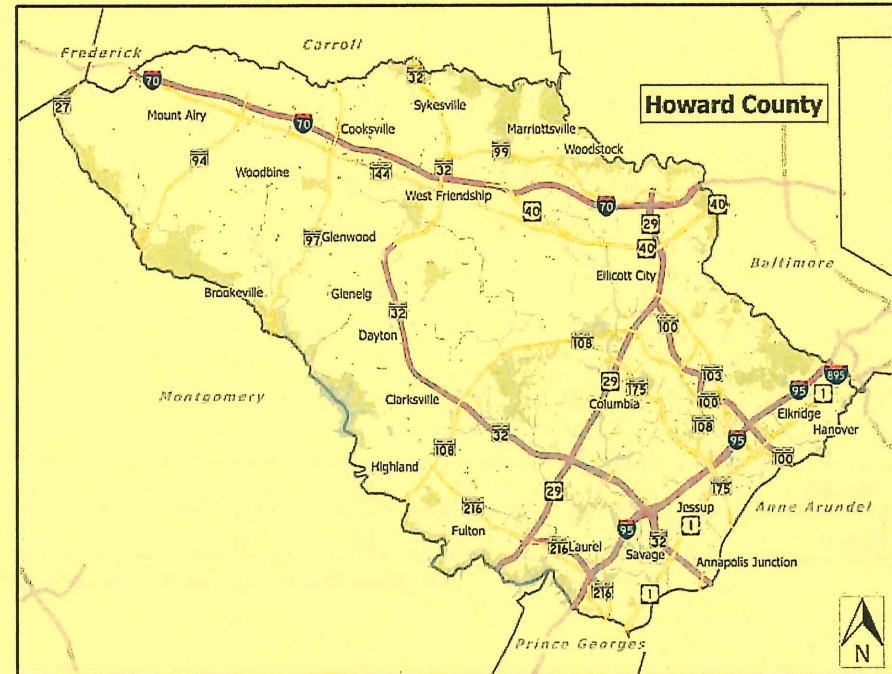 Frederick
Carroll
Howard County
70
32
27
Mount Airy
Sykesville
70
Cooksville
Marriottsville
94
Woodbine
144
32
99
Woodstock
West Friendship
40
70
29
40
97
Glenwood
40
Baltimore
Ellicott City
Brookeville
Glenelg
32
Dayton
100
108
103
29
175
895
95
1
Montgomery
Clarksville
Columbia
100
Elkridge
108
Hanover
108
32
95
100
Highland
29
175
Anne Arundel
216
Jessup
1
Fulton
95
216
Laurel
Savage
32
Annapolis Junction
216
1
Prince Georges
N